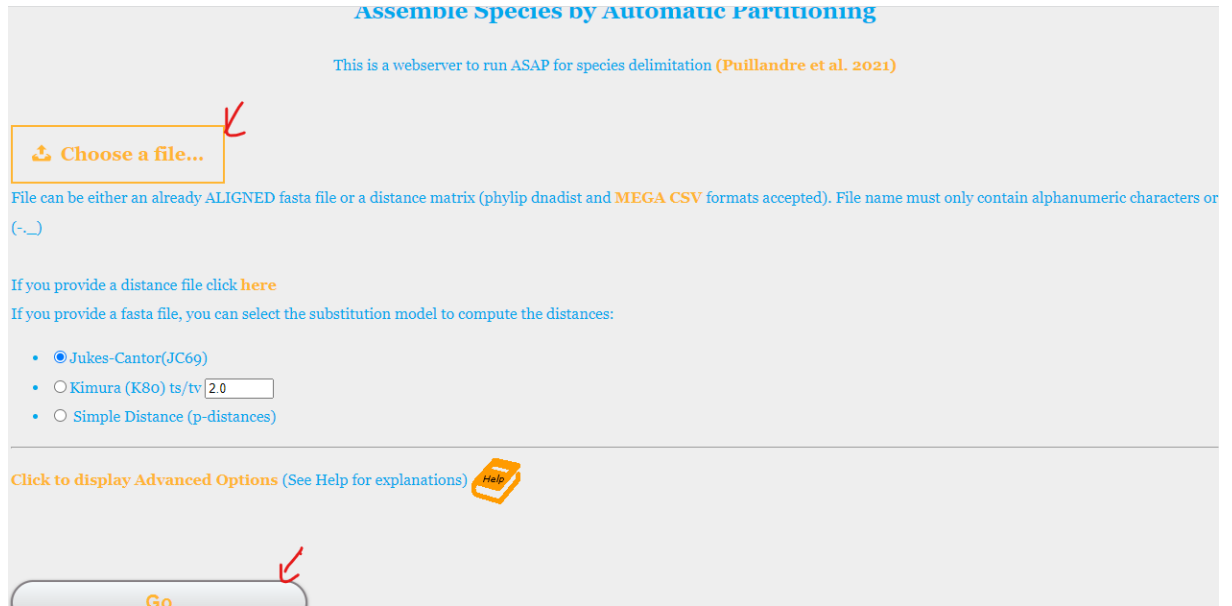 Assemble Species by Automatic Partitioning
This is a webserver to run ASAP for species delimitation (Puillandre et al. 2021)
Choose a file...
File can be either an already ALIGNED fasta file or a distance matrix (phylip dnadist and MEGA CSV formats accepted). File name must only contain alphanumeric characters or
(-._)
If you provide a distance file click here
If you provide a fasta file, you can select the substitution model to compute the distances:
Jukes-Cantor(JC69)
Kimura (K80) ts/tv 2.0
Simple Distance (p-distances)
Click to display Advanced Options (See Help for explanations) Help
Go